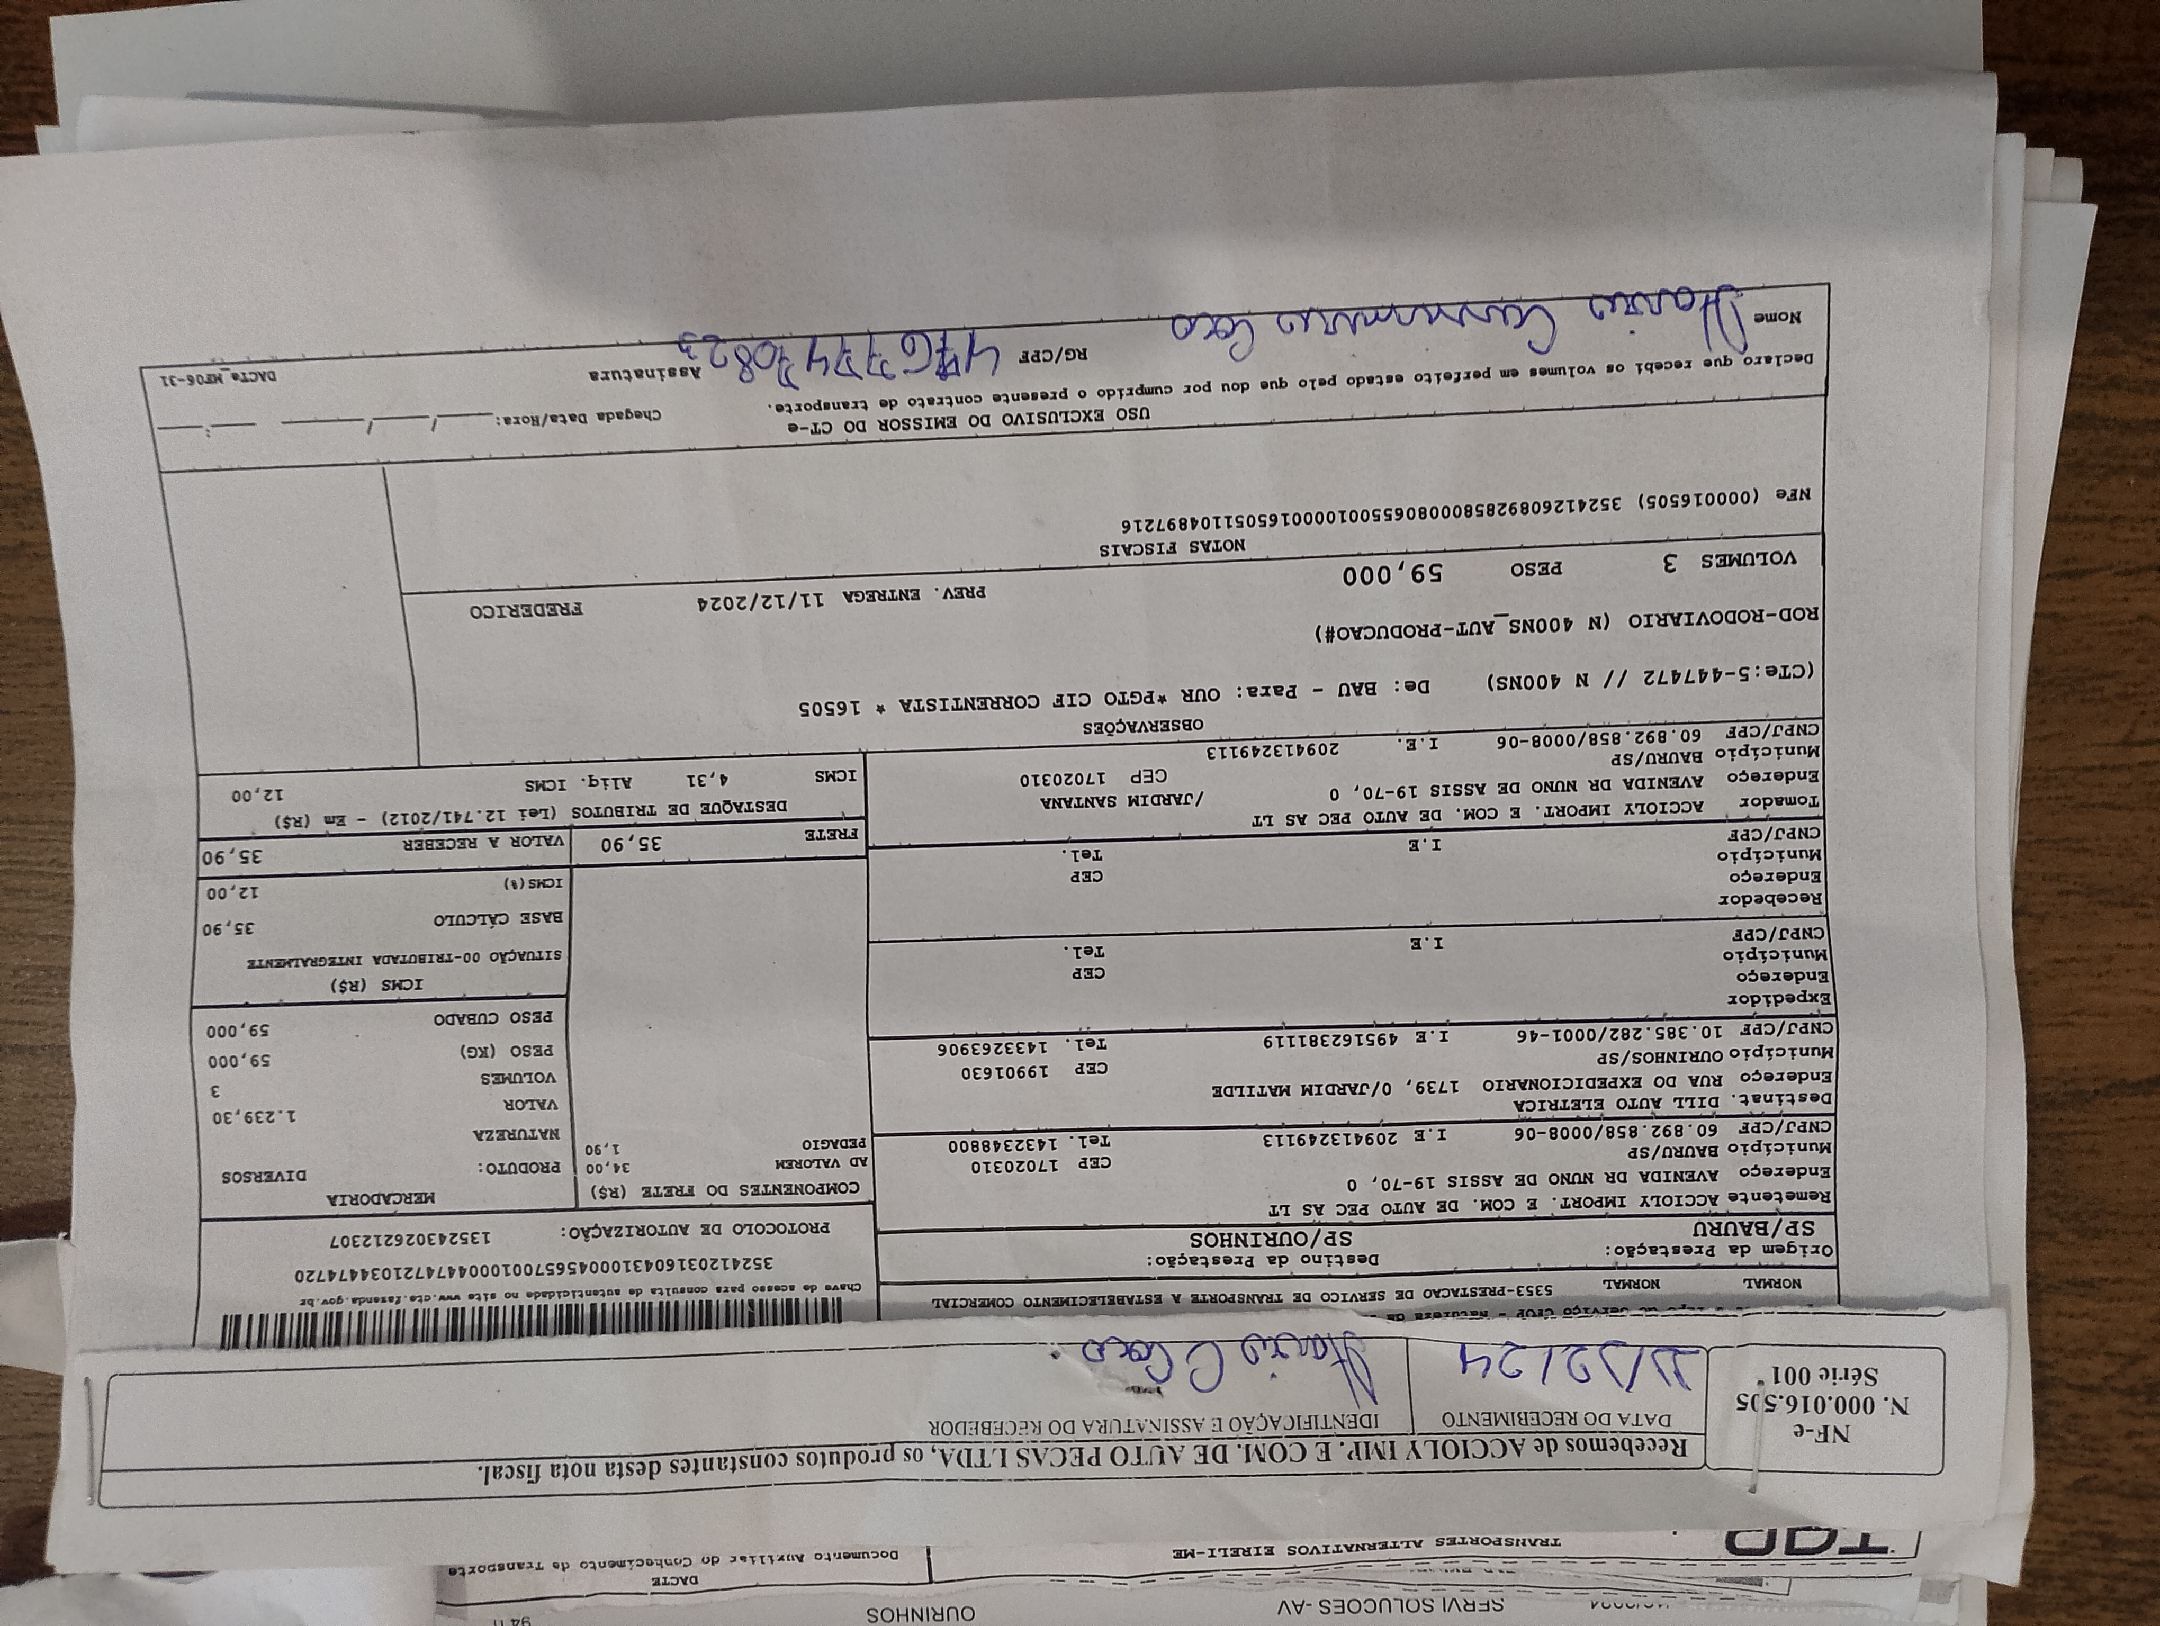 SERVI SOLUCOES - AV
OURINHOS
DACTE
TRANSPORTES ALTERNATIVOS EIRELI-ME
Documento Auxiliar do Conhecimento de Transporte
Recebemos de ACCIOLY IMP. E COM. DE AUTO PECAS LTDA, os produtos constantes desta nota fiscal.
NF-e
N. 000.016.505
Série 001
DATA DO RECEBIMENTO
IDENTIFICAÇÃO E ASSINATURA DO RECEBEDOR
11/12/24
NORMAL NORMAL 5353-PRESTACAO DE SERVICO DE TRANSPORTE A ESTABELECIMENTO COMERCIAL
Origem da Prestação:
SP/BAURU
Destino da Prestação:
SP/OURINHOS
Chave de acesso para consulta de autenticidade no site www.cte.fazenda.gov.br
35241203160431000456570010004474721034474720
PROTOCOLO DE AUTORIZAÇÃO: 135243026212307
Remetente ACCIOLY IMPORT. E COM. DE AUTO PEC AS LT
Endereço AVENIDA DR NUNO DE ASSIS 19-70, 0
Município BAURU/SP CEP 17020310
CNPJ/CPF 60.892.858/0008-06 I.E 209413249113 Tel. 1432348800
Destinat. DILL AUTO ELETRICA
Endereço RUA DO EXPEDICIONARIO 1739, 0/JARDIM MATILDE
Município OURINHOS/SP CEP 19901630
CNPJ/CPF 10.385.282/0001-46 I.E 495162381119 Tel. 1433263906
Expedidor
Endereço
Município CEP
CNPJ/CPF I.E Tel.
Recebedor
Endereço
Município CEP
CNPJ/CPF I.E Tel.
Tomador ACCIOLY IMPORT. E COM. DE AUTO PEC AS LT
Endereço AVENIDA DR NUNO DE ASSIS 19-70, 0 /JARDIM SANTANA
Município BAURU/SP CEP 17020310
CNPJ/CPF 60.892.858/0008-06 I.E. 209413249113
COMPONENTES DO FRETE (R$)
AD VALOREM 34,00
PEDAGIO 1,90
MERCADORIA
PRODUTO: DIVERSOS
NATUREZA
VALOR 1.239,30
VOLUMES 3
PESO (KG) 59,000
PESO CUBADO 59,000
ICMS (R$)
SITUAÇÃO 00-TRIBUTADA INTEGRALMENTE
BASE CÁLCULO 35,90
ICMS(%) 12,00
FRETE 35,90
VALOR A RECEBER 35,90
DESTAQUE DE TRIBUTOS (Lei 12.741/2012) - Em (R$)
ICMS 4,31 Aliq. ICMS 12,00
OBSERVAÇÕES
(CTe:5-447472 // N 400NS) De: BAU - Para: OUR *PGTO CIF CORRENTISTA * 16505
ROD-RODOVIARIO (N 400NS_AUT-PRODUCAO#)
VOLUMES 3 PESO 59,000 PREV. ENTREGA 11/12/2024 FREDERICO
NOTAS FISCAIS
NFe (000016505) 35241260892858000806550010000165051104897216
USO EXCLUSIVO DO EMISSOR DO CT-e
Declaro que recebi os volumes em perfeito estado pelo que dou por cumprido o presente contrato de transporte.
Chegada Data/Hora: ___/___/___ __:__
Nome
RG/CPF 47677470823
Assinatura
DACTe_MF06-31